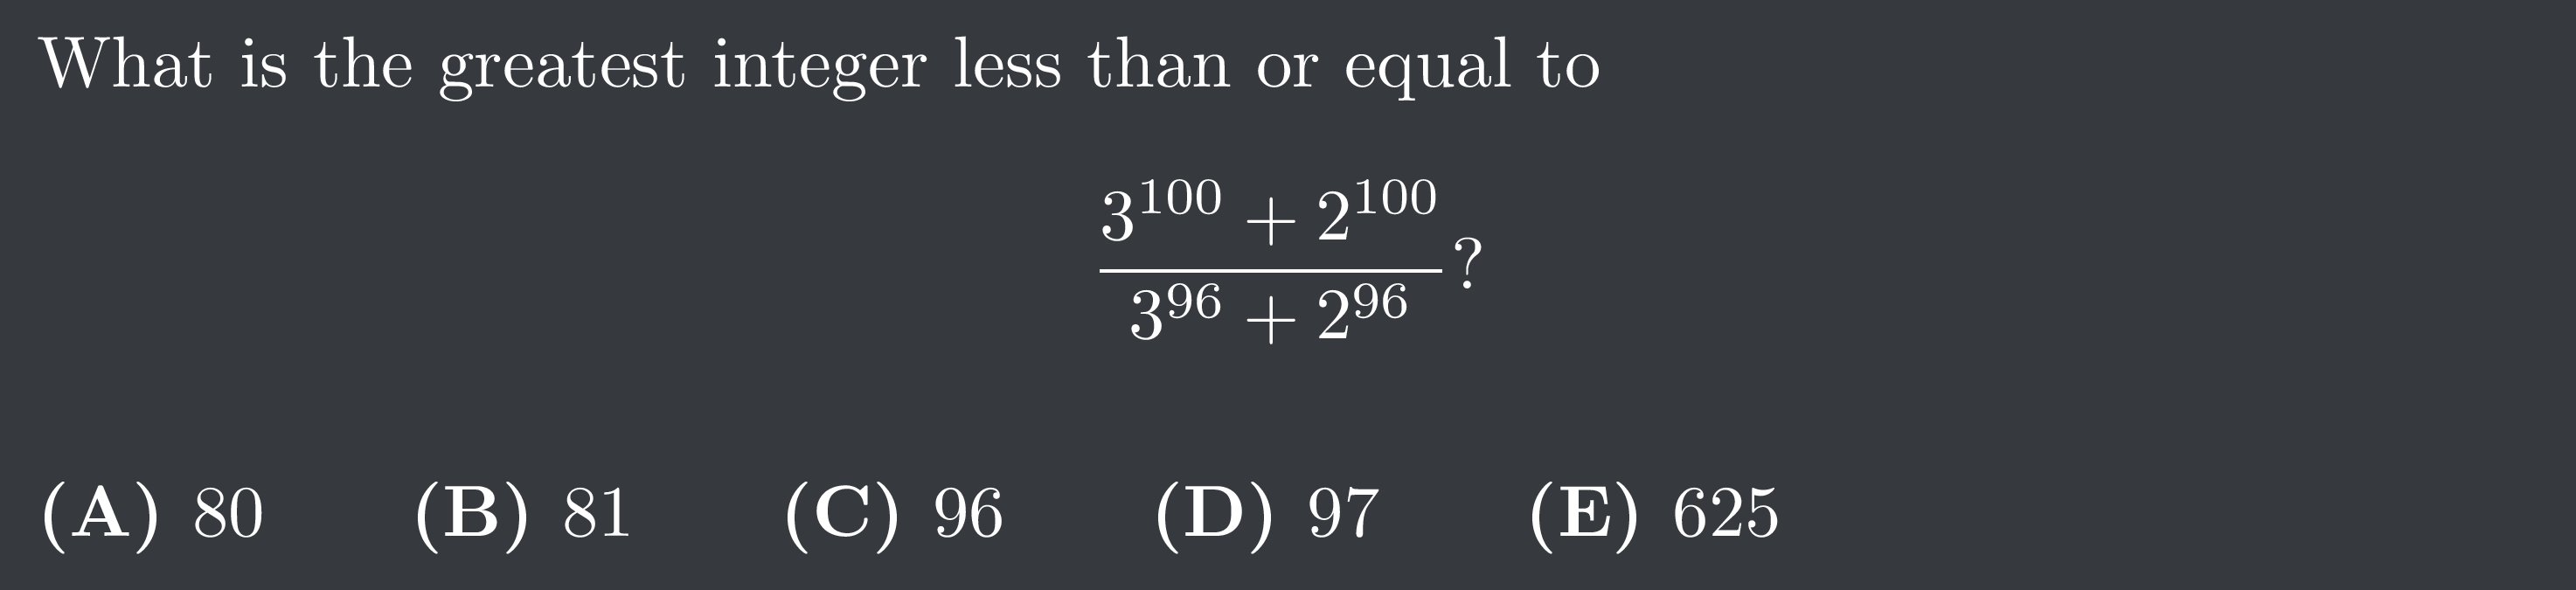 What is the greatest integer less than or equal to
\frac{3^{100} + 2^{100}}{3^{96} + 2^{96}}?
(A) 80 (B) 81 (C) 96 (D) 97 (E) 625